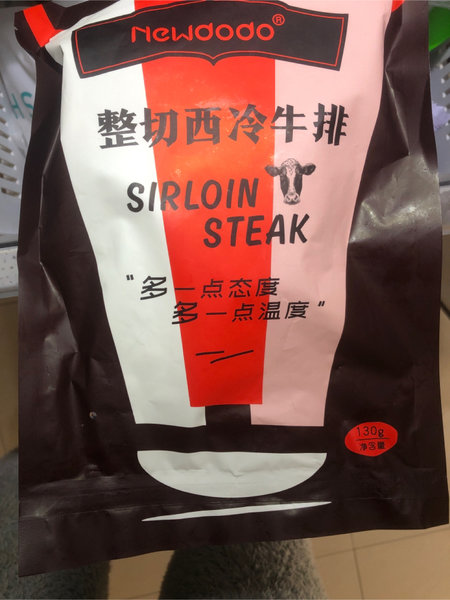 Newdodo®
整切西冷牛排
SIRLOIN
STEAK
"多一点态度
多一点温度"
130g
净含量